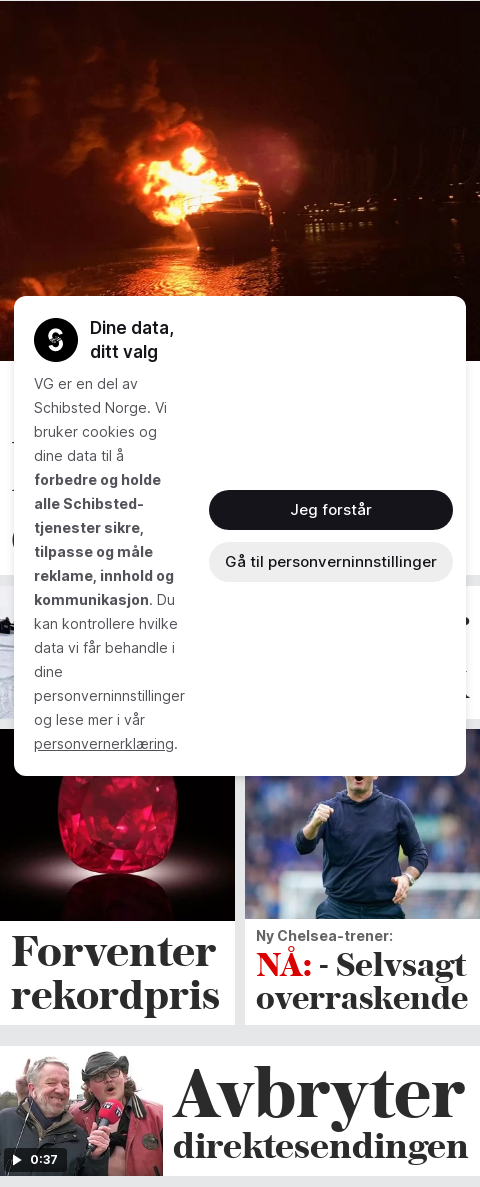 Dine data,
ditt valg
VG er en del av
Schibsted Norge. Vi
bruker cookies og
dine data til å
forbedre og holde
alle Schibsted-
tjenester sikre,
tilpasse og måle
reklame, innhold og
kommunikasjon. Du
kan kontrollere hvilke
data vi får behandle i
dine
personverninnstillinger
og lese mer i vår
personvernerklæring.
Jeg forstår
Gå til personverninnstillinger
Forventer
rekordpris
Ny Chelsea-trener:
NÅ: - Selvsagt
overraskende
0:37
Avbryter
direktesendingen